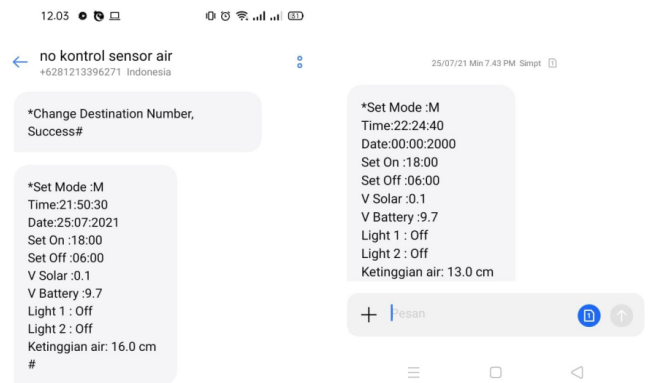 12.03
51
no kontrol sensor air
+6281213396271 Indonesia
*Change Destination Number,
Success#
*Set Mode :M
Time:21:50:30
Date:25:07:2021
Set On :18:00
Set Off :06:00
V Solar :0.1
V Battery :9.7
Light 1 : Off
Light 2 : Off
Ketinggian air: 16.0 cm
#
25/07/21 Min 7.43 PM Simpt 1
*Set Mode :M
Time:22:24:40
Date:00:00:2000
Set On :18:00
Set Off :06:00
V Solar :0.1
V Battery :9.7
Light 1 : Off
Light 2 : Off
Ketinggian air: 13.0 cm
Pesan
1